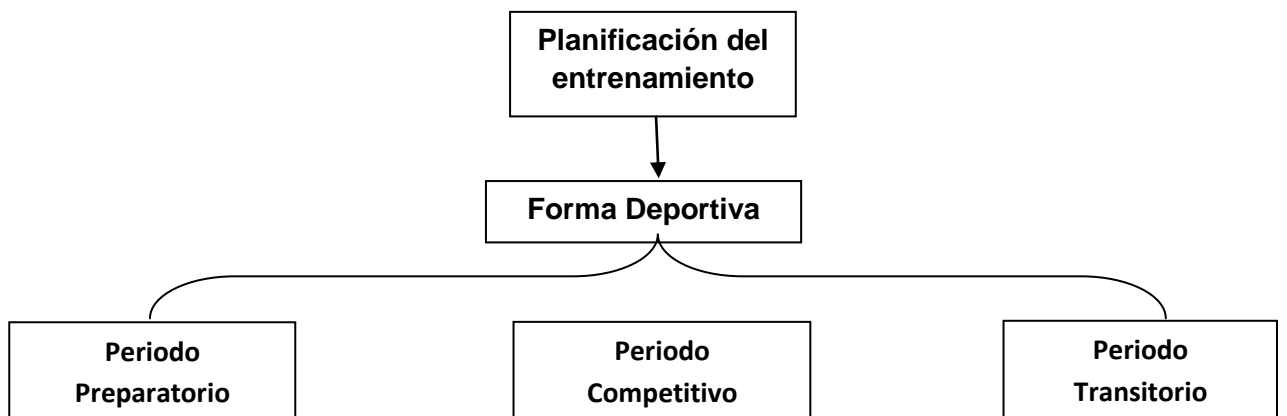 Planificación del
entrenamiento
Forma Deportiva
Periodo
Preparatorio
Periodo
Competitivo
Periodo
Transitorio